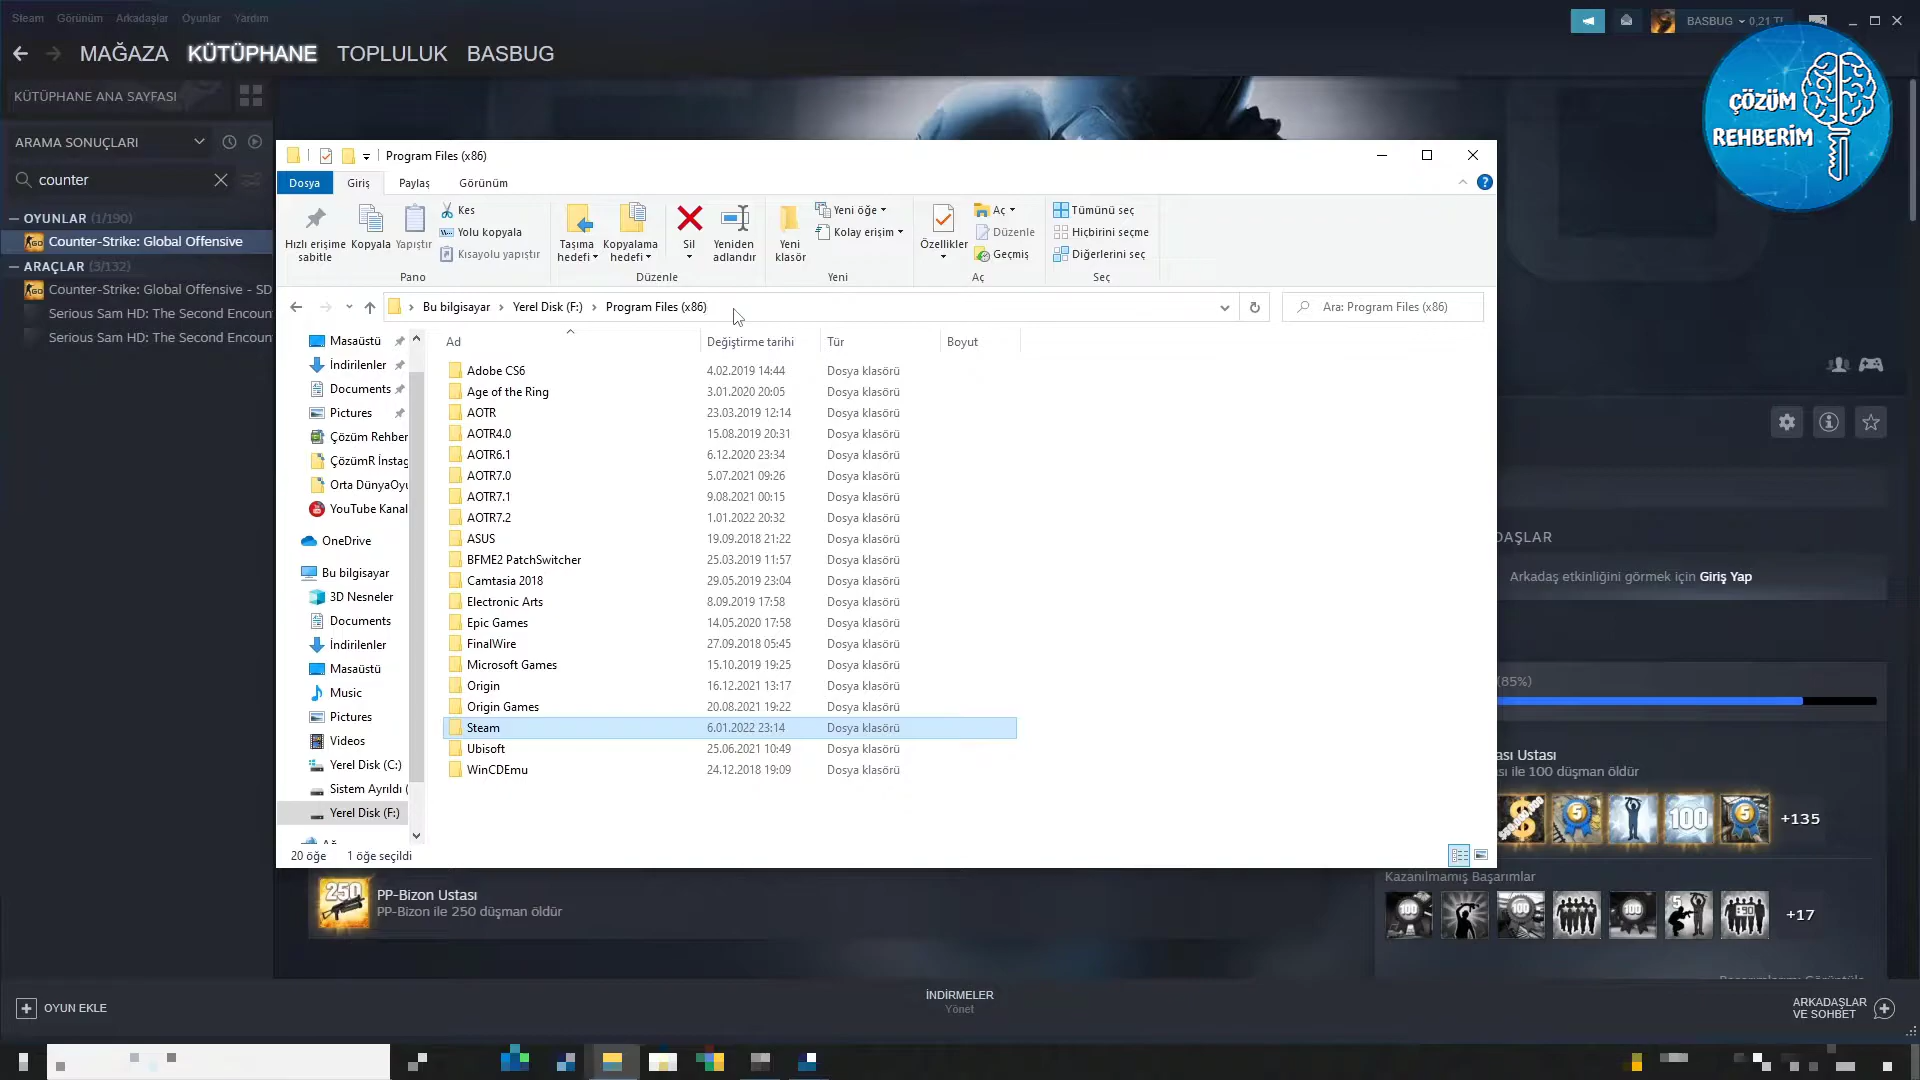 Steam Görünüm Arkadaşlar Oyunlar Yardım
BASBUG 0,21 TL
MAĞAZA KÜTÜPHANE TOPLULUK BASBUG
ÇÖZÜM
REHBERİM
KÜTÜPHANE ANA SAYFASI
ARAMA SONUÇLARI
counter
OYUNLAR (1/190)
Counter-Strike: Global Offensive
ARAÇLAR (3/132)
Counter-Strike: Global Offensive - SD
Serious Sam HD: The Second Encoun
Serious Sam HD: The Second Encoun
Program Files (x86)
Dosya Giriş Paylaş Görünüm
Hızlı erişime
sabitle
Kopyala
Yapıştır
Kes
Yolu kopyala
Kısayolu yapıştır
Pano
Taşıma
hedefi
Kopyalama
hedefi
Sil
Yeniden
adlandır
Düzenle
Yeni
klasör
Yeni öğe
Kolay erişim
Yeni
Özellikler
Aç
Düzenle
Geçmiş
Aç
Tümünü seç
Hiçbirini seçme
Diğerlerini seç
Seç
Bu bilgisayar Yerel Disk (F:) Program Files (x86)
Ara: Program Files (x86)
Masaüstü
İndirilenler
Documents
Pictures
Çözüm Rehber
ÇözümR İnstag
Orta DünyaOyu
YouTube Kanal
OneDrive
Bu bilgisayar
3D Nesneler
Documents
İndirilenler
Masaüstü
Music
Pictures
Videos
Yerel Disk (C:)
Sistem Ayrıldı (
Yerel Disk (F:)
Ad Değiştirme tarihi Tür Boyut
Adobe CS6 4.02.2019 14:44 Dosya klasörü
Age of the Ring 3.01.2020 20:05 Dosya klasörü
AOTR 23.03.2019 12:14 Dosya klasörü
AOTR4.0 15.08.2019 20:31 Dosya klasörü
AOTR6.1 6.12.2020 23:34 Dosya klasörü
AOTR7.0 5.07.2021 09:26 Dosya klasörü
AOTR7.1 9.08.2021 00:15 Dosya klasörü
AOTR7.2 1.01.2022 20:32 Dosya klasörü
ASUS 19.09.2018 21:22 Dosya klasörü
BFME2 PatchSwitcher 25.03.2019 11:57 Dosya klasörü
Camtasia 2018 29.05.2019 23:04 Dosya klasörü
Electronic Arts 8.09.2019 17:58 Dosya klasörü
Epic Games 14.05.2020 17:58 Dosya klasörü
FinalWire 27.09.2018 05:45 Dosya klasörü
Microsoft Games 15.10.2019 19:25 Dosya klasörü
Origin 16.12.2021 13:17 Dosya klasörü
Origin Games 20.08.2021 19:22 Dosya klasörü
Steam 6.01.2022 23:14 Dosya klasörü
Ubisoft 25.06.2021 10:49 Dosya klasörü
WinCDEmu 24.12.2018 19:09 Dosya klasörü
20 öğe 1 öğe seçildi
DAŞLAR
Arkadaş etkinliğini görmek için Giriş Yap
(85%)
ası Ustası
sı ile 100 düşman öldür
5 100 5 +135
Kazanılmamış Başarımlar
100 100 100 5 :90 +17
250
PP-Bizon Ustası
PP-Bizon ile 250 düşman öldür
OYUN EKLE
İNDİRMELER
Yönet
ARKADAŞLAR
VE SOHBET